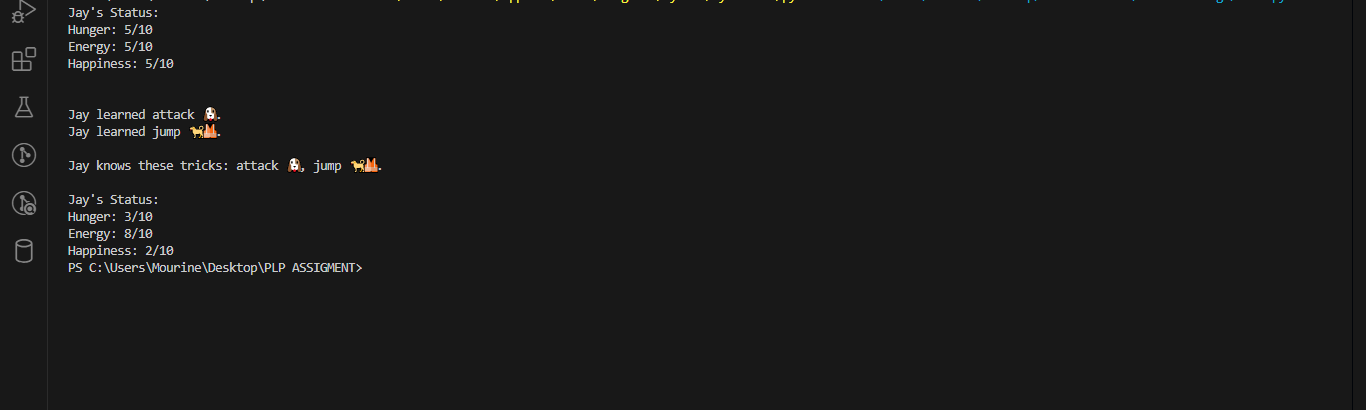 Jay's Status:
Hunger: 5/10
Energy: 5/10
Happiness: 5/10
Jay learned attack 🐶.
Jay learned jump 🐕🔥.
Jay knows these tricks: attack 🐶, jump 🐕🔥.
Jay's Status:
Hunger: 3/10
Energy: 8/10
Happiness: 2/10
PS C:\Users\Mourine\Desktop\PLP ASSIGMENT>